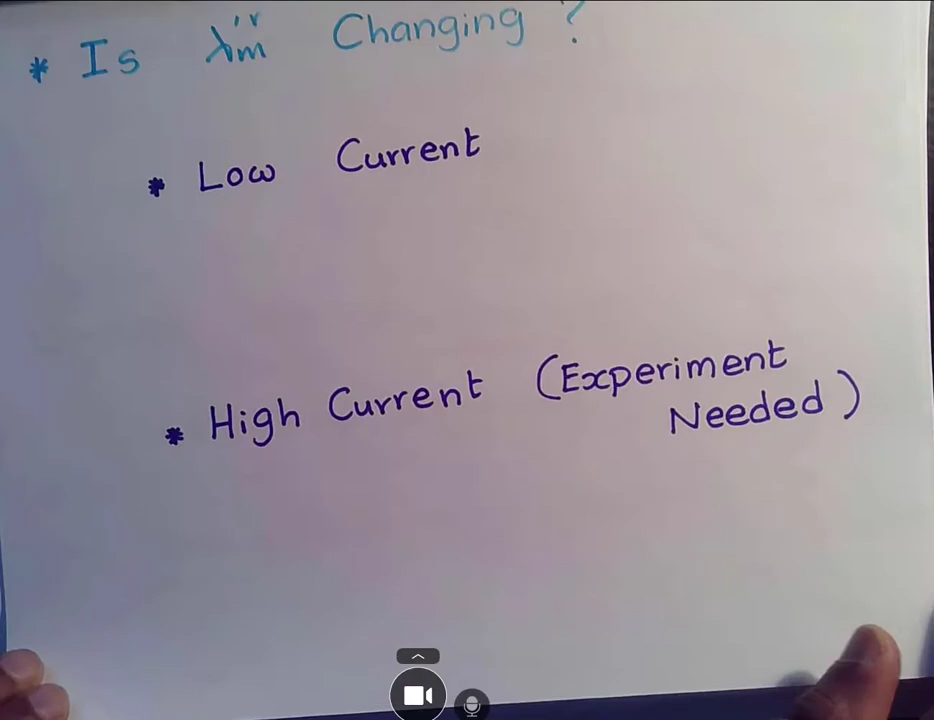 * Is λm'r Changing ?
* Low Current
* High Current (Experiment
Needed)